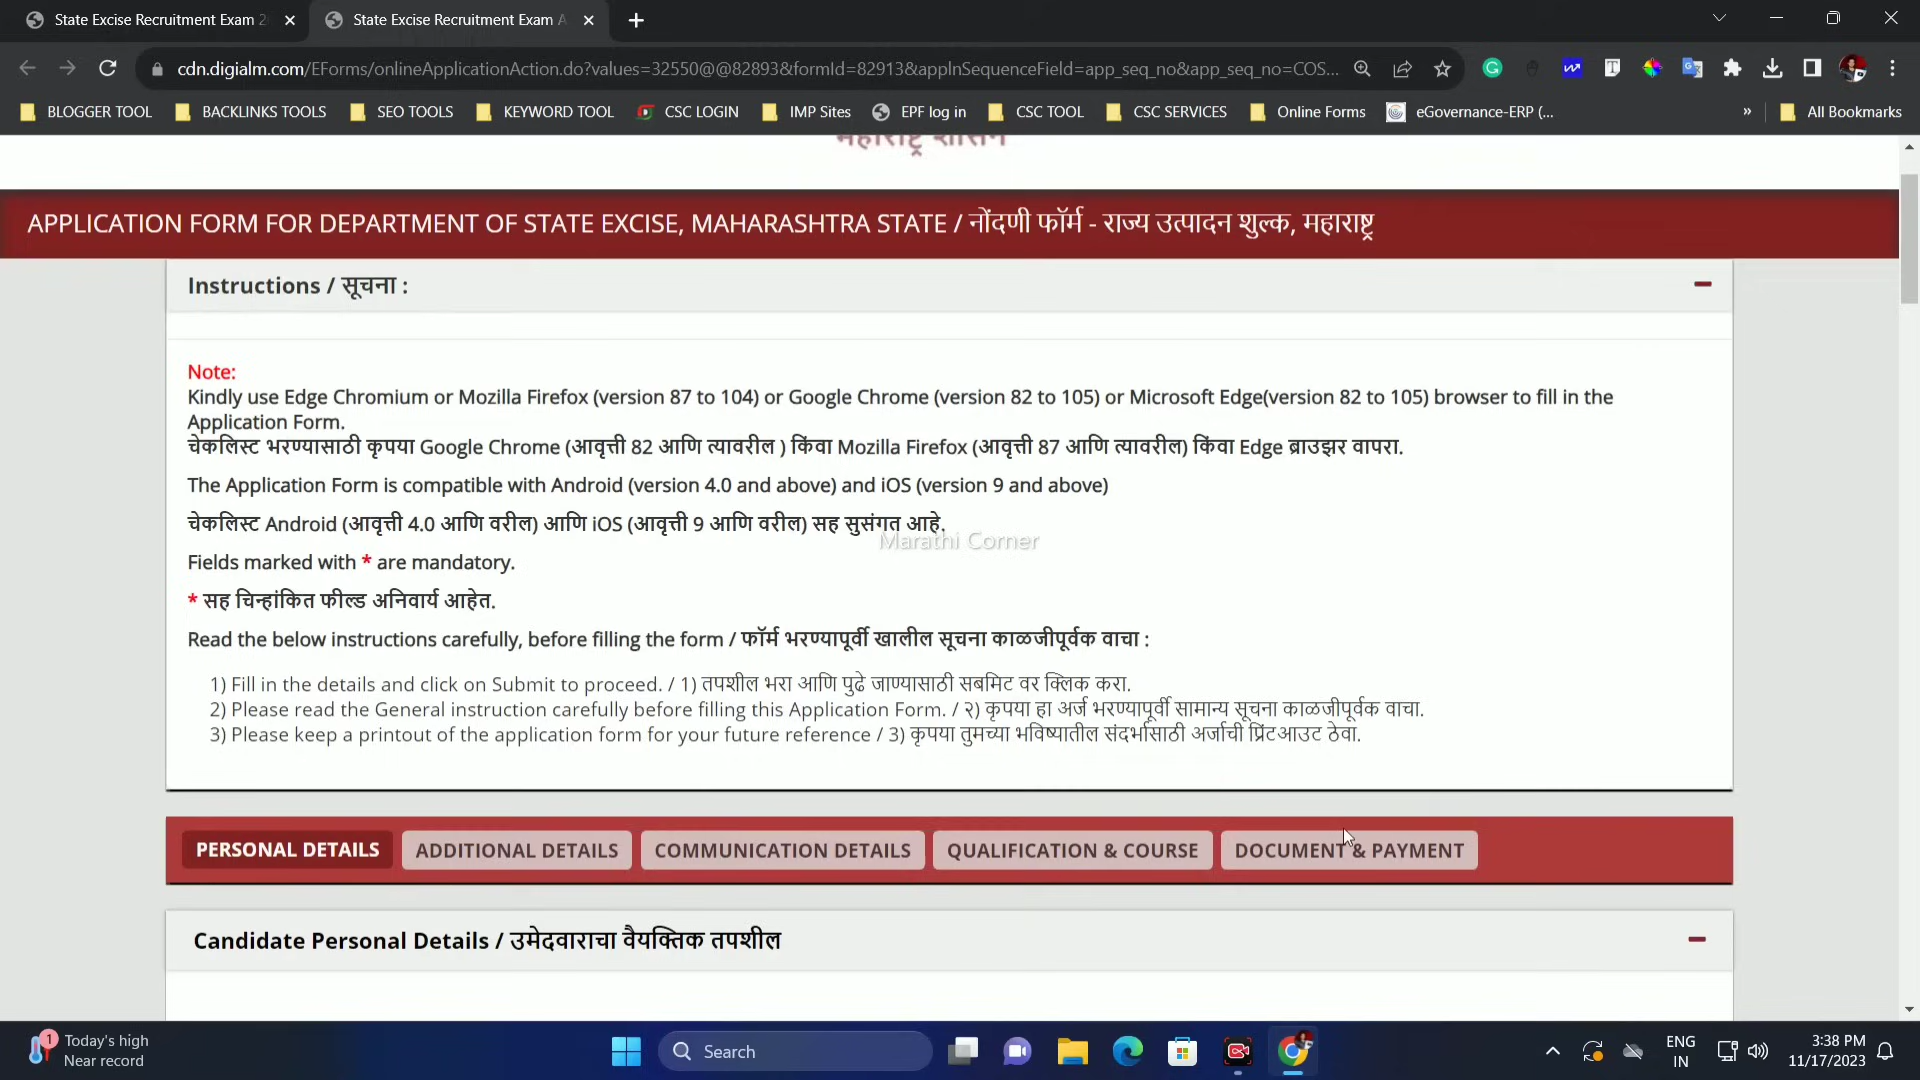 State Excise Recruitment Exam 2
State Excise Recruitment Exam A
cdn.digialm.com/EForms/onlineApplicationAction.do?values=32550@@82893&formId=82913&applnSequenceField=app_seq_no&app_seq_no=COS...
BLOGGER TOOL BACKLINKS TOOLS SEO TOOLS KEYWORD TOOL CSC LOGIN IMP Sites EPF log in CSC TOOL CSC SERVICES Online Forms eGovernance-ERP (... » All Bookmarks
महाराष्ट्र शासन
APPLICATION FORM FOR DEPARTMENT OF STATE EXCISE, MAHARASHTRA STATE / नोंदणी फॉर्म - राज्य उत्पादन शुल्क, महाराष्ट्र
Instructions / सूचना :
Note:
Kindly use Edge Chromium or Mozilla Firefox (version 87 to 104) or Google Chrome (version 82 to 105) or Microsoft Edge(version 82 to 105) browser to fill in the
Application Form.
चेकलिस्ट भरण्यासाठी कृपया Google Chrome (आवृत्ती 82 आणि त्यावरील ) किंवा Mozilla Firefox (आवृत्ती 87 आणि त्यावरील) किंवा Edge ब्राउझर वापरा.
The Application Form is compatible with Android (version 4.0 and above) and iOS (version 9 and above)
चेकलिस्ट Android (आवृत्ती 4.0 आणि वरील) आणि iOS (आवृत्ती 9 आणि वरील) सह सुसंगत आहे.
Marathi Corner
Fields marked with * are mandatory.
* सह चिन्हांकित फील्ड अनिवार्य आहेत.
Read the below instructions carefully, before filling the form / फॉर्म भरण्यापूर्वी खालील सूचना काळजीपूर्वक वाचा :
1) Fill in the details and click on Submit to proceed. / 1) तपशील भरा आणि पुढे जाण्यासाठी सबमिट वर क्लिक करा.
2) Please read the General instruction carefully before filling this Application Form. / २) कृपया हा अर्ज भरण्यापूर्वी सामान्य सूचना काळजीपूर्वक वाचा.
3) Please keep a printout of the application form for your future reference / 3) कृपया तुमच्या भविष्यातील संदर्भासाठी अर्जाची प्रिंटआउट ठेवा.
PERSONAL DETAILS ADDITIONAL DETAILS COMMUNICATION DETAILS QUALIFICATION & COURSE DOCUMENT & PAYMENT
Candidate Personal Details / उमेदवाराचा वैयक्तिक तपशील
1 Today's high
Near record
Search
ENG
IN
3:38 PM
11/17/2023